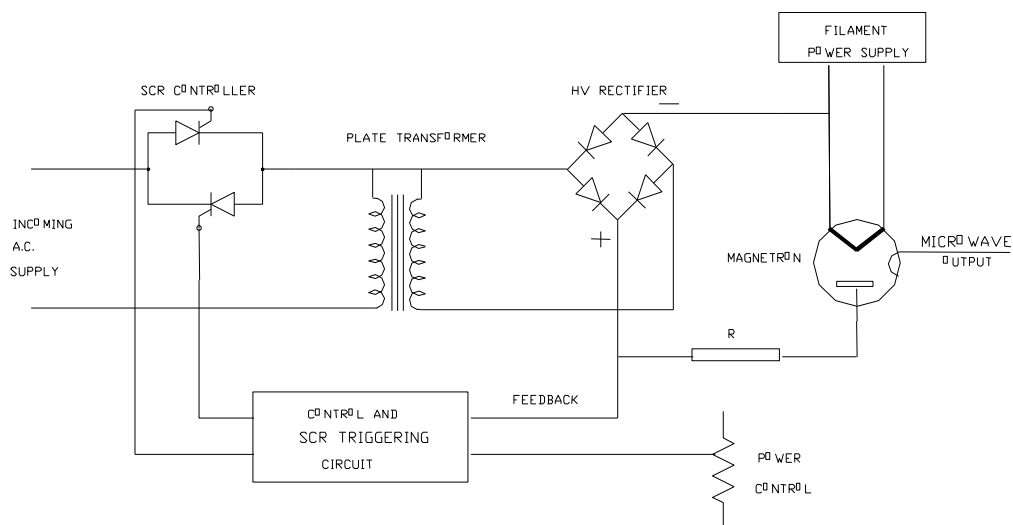 FILAMENT
POWER SUPPLY
SCR CONTROLLER
HV RECTIFIER
PLATE TRANSFORMER
INCOMING
A.C.
SUPPLY
+
MAGNETRON
MICROWAVE
OUTPUT
R
FEEDBACK
CONTROL AND
SCR TRIGGERING
CIRCUIT
POWER
CONTROL